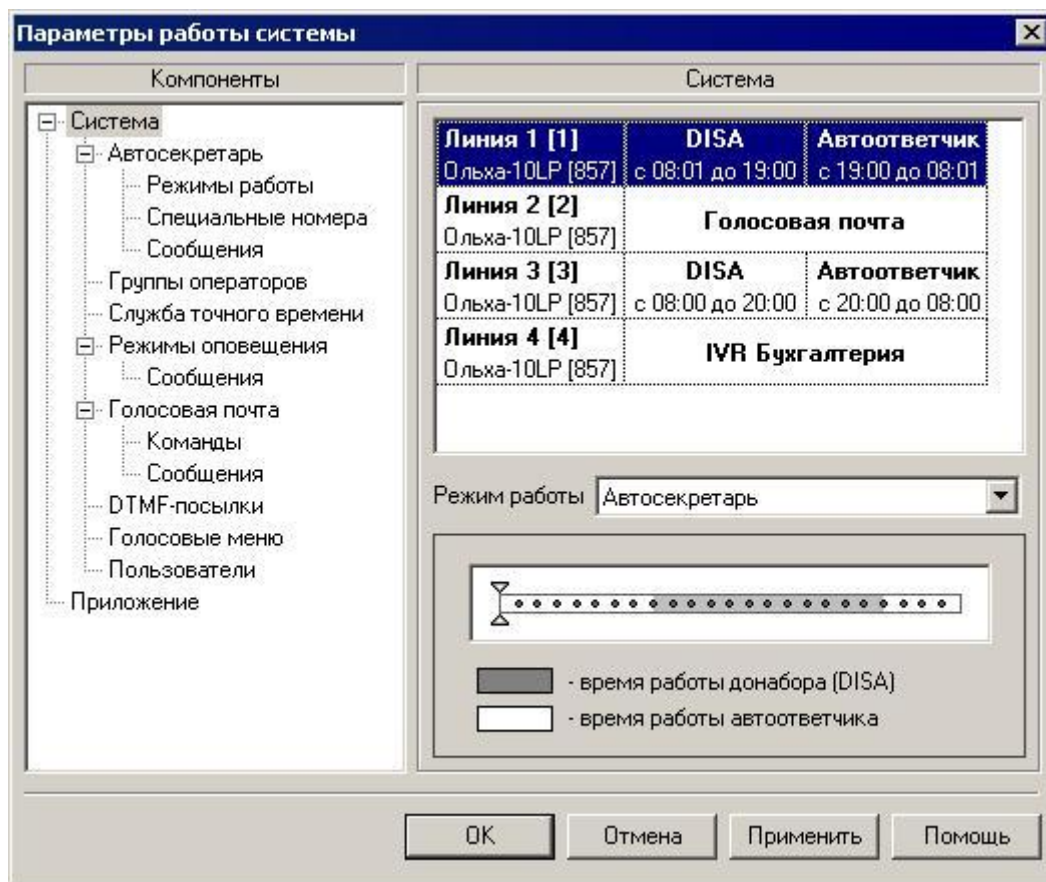 Параметры работы системы
Компоненты
Система
Автосекретарь
Режимы работы
Специальные номера
Сообщения
Группы операторов
Служба точного времени
Режимы оповещения
Сообщения
Голосовая почта
Команды
Сообщения
DTMF-посылки
Голосовые меню
Пользователи
Приложение
Система
Линия 1 [1] DISA Автоответчик
Ольха-10LP [857] с 08:01 до 19:00 с 19:00 до 08:01
Линия 2 [2]
Ольха-10LP [857]
Голосовая почта
Линия 3 [3] DISA Автоответчик
Ольха-10LP [857] с 08:00 до 20:00 с 20:00 до 08:00
Линия 4 [4]
Ольха-10LP [857]
IVR Бухгалтерия
Режим работы Автосекретарь
- время работы донабора (DISA)
- время работы автоответчика
OK Отмена Применить Помощь